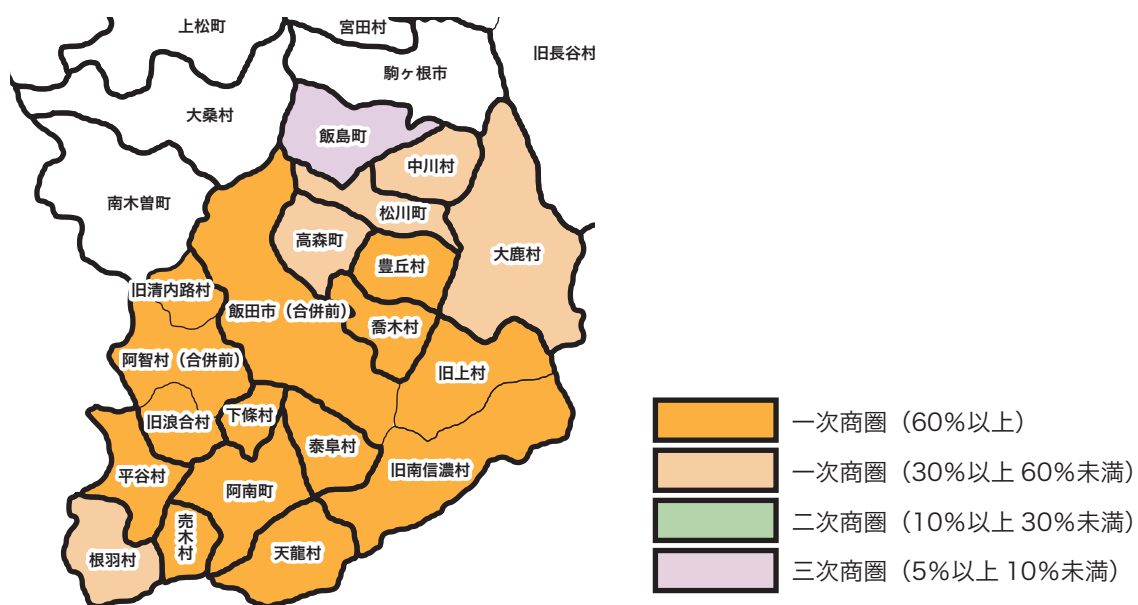 上松町
宮田村
旧長谷村
駒ヶ根市
大桑村
飯島町
中川村
南木曽町
松川町
高森町
大鹿村
豊丘村
旧清内路村
飯田市（合併前）
喬木村
阿智村（合併前）
旧上村
旧浪合村
下條村
泰阜村
旧南信濃村
平谷村
阿南町
売木村
天龍村
根羽村
一次商圏（60%以上）
一次商圏（30%以上 60%未満）
二次商圏（10%以上 30%未満）
三次商圏（5%以上 10%未満）